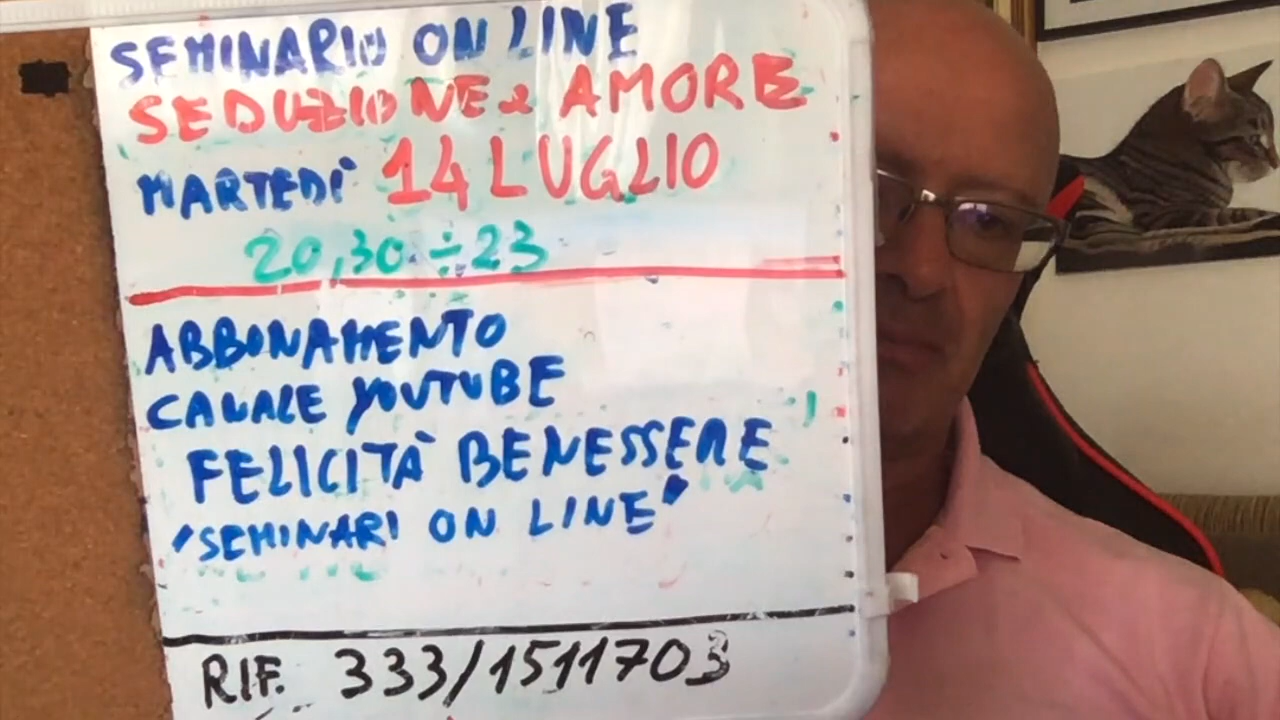 SEMINARIO ON LINE
SEDUZIONE e AMORE
MARTEDÌ 14 LUGLIO
20,30 ÷ 23
ABBONAMENTO
CANALE YOUTUBE
FELICITÀ BENESSERE
"SEMINARI ON LINE"
RIF. 333/1511703